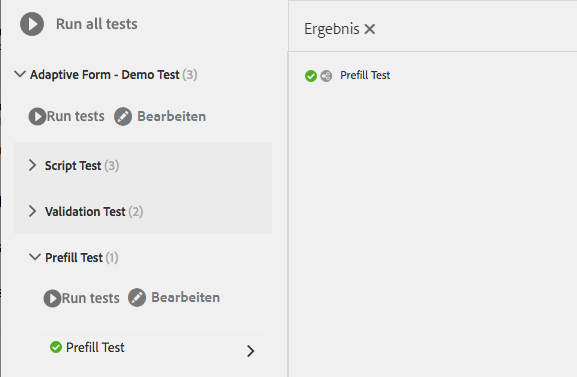 Run all tests
Adaptive Form - Demo Test (3)
Run tests Bearbeiten
Script Test (3)
Validation Test (2)
Prefill Test (1)
Run tests Bearbeiten
Prefill Test
Ergebnis
Prefill Test